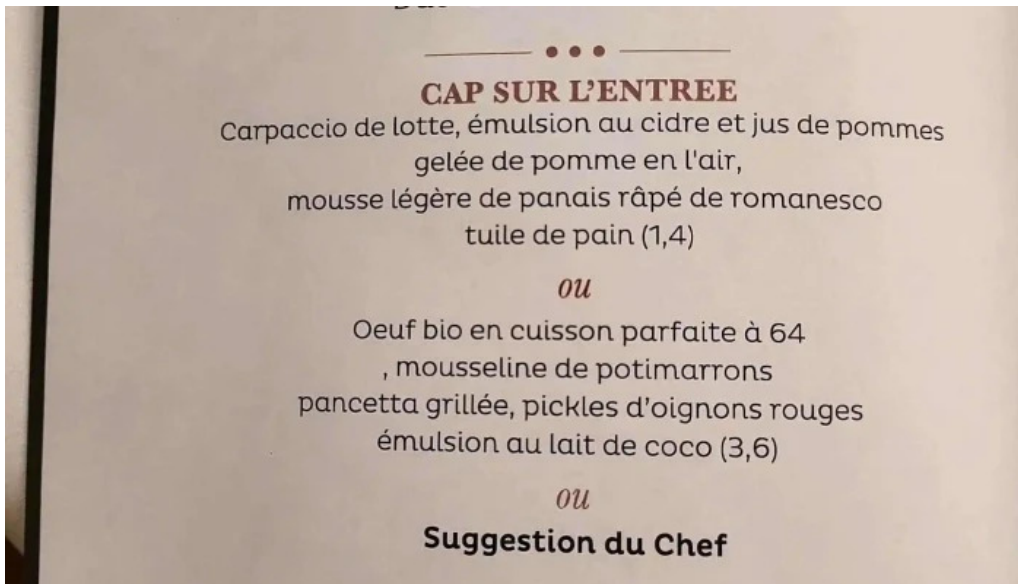 CAP SUR L'ENTREE
Carpaccio de lotte, émulsion au cidre et jus de pommes
gelée de pomme en l'air,
mousse légère de panais râpé de romanesco
tuile de pain (1,4)
ou
Oeuf bio en cuisson parfaite à 64
, mousseline de potimarrons
pancetta grillée, pickles d'oignons rouges
émulsion au lait de coco (3,6)
ou
Suggestion du Chef